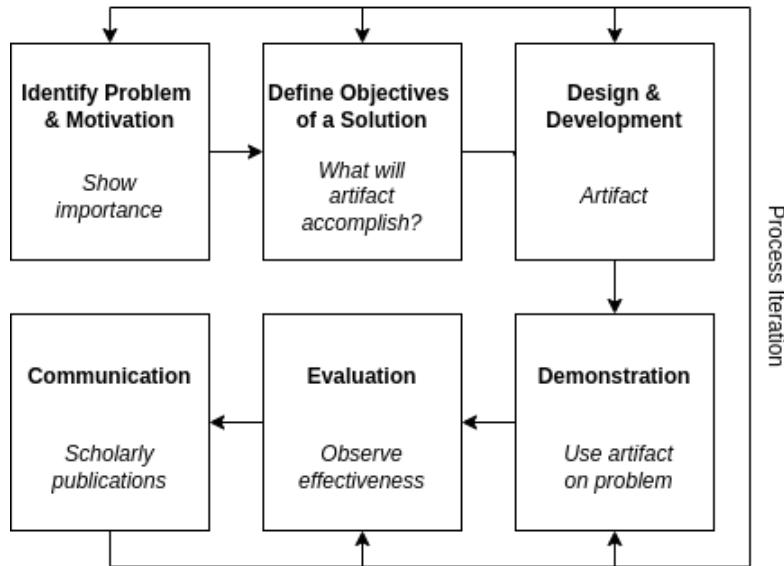 Identify Problem
& Motivation
Show
importance
Define Objectives
of a Solution
What will
artifact
accomplish?
Design &
Development
Artifact
Process Iteration
Communication
Scholarly
publications
Evaluation
Observe
effectiveness
Demonstration
Use artifact
on problem